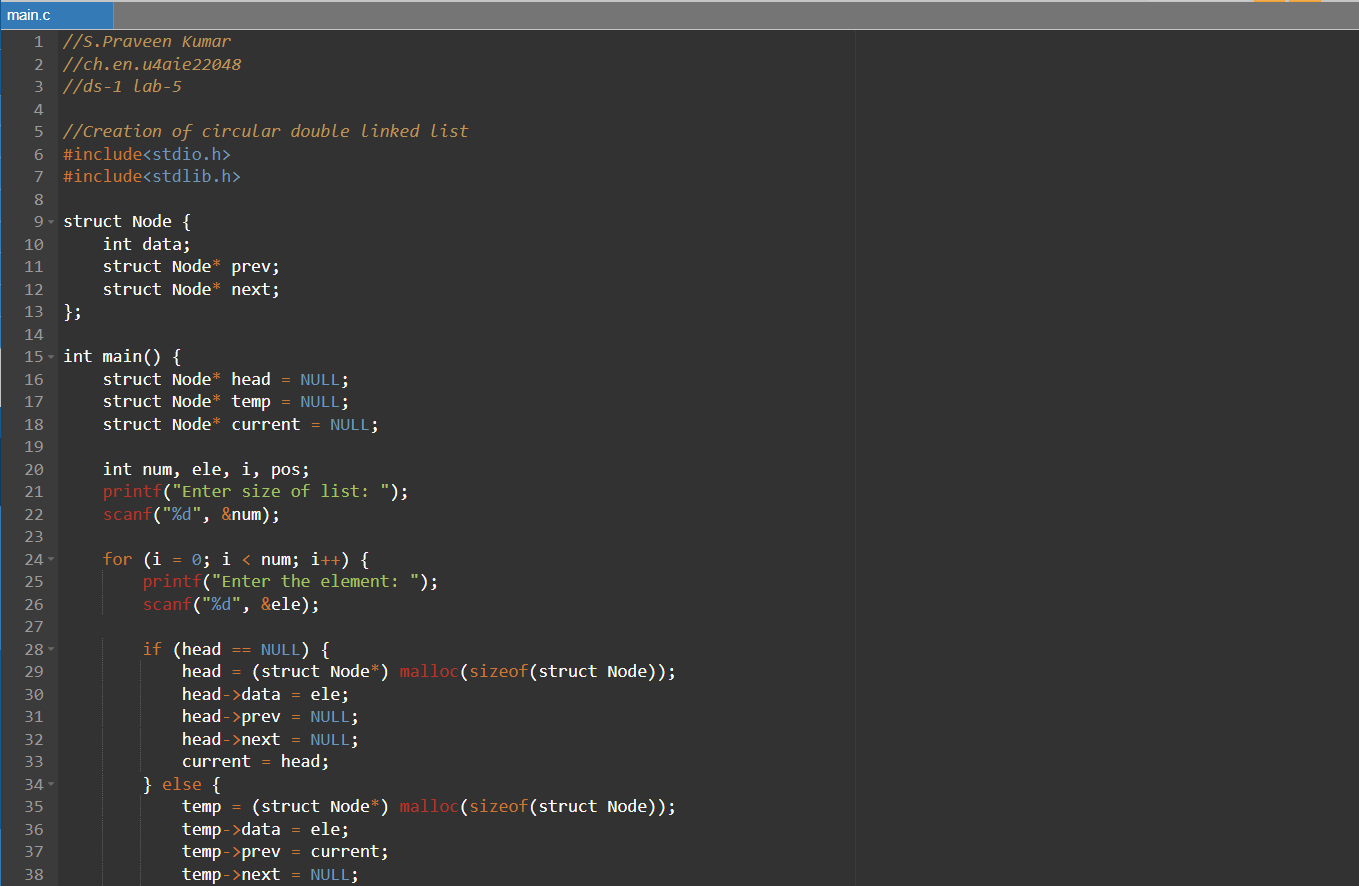 main.c
1 //S.Praveen Kumar
2 //ch.en.u4aie22048
3 //ds-1 lab-5
4
5 //Creation of circular double linked list
6 #include<stdio.h>
7 #include<stdlib.h>
8
9 struct Node {
10     int data;
11     struct Node* prev;
12     struct Node* next;
13 };
14
15 int main() {
16     struct Node* head = NULL;
17     struct Node* temp = NULL;
18     struct Node* current = NULL;
19
20     int num, ele, i, pos;
21     printf("Enter size of list: ");
22     scanf("%d", &num);
23
24     for (i = 0; i < num; i++) {
25         printf("Enter the element: ");
26         scanf("%d", &ele);
27
28         if (head == NULL) {
29             head = (struct Node*) malloc(sizeof(struct Node));
30             head->data = ele;
31             head->prev = NULL;
32             head->next = NULL;
33             current = head;
34         } else {
35             temp = (struct Node*) malloc(sizeof(struct Node));
36             temp->data = ele;
37             temp->prev = current;
38             temp->next = NULL;